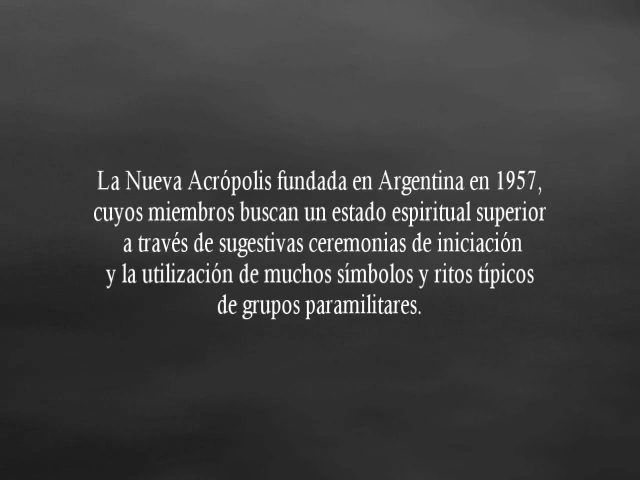 La Nueva Acrópolis fundada en Argentina en 1957,
cuyos miembros buscan un estado espiritual superior
a través de sugestivas ceremonias de iniciación
y la utilización de muchos símbolos y ritos típicos
de grupos paramilitares.